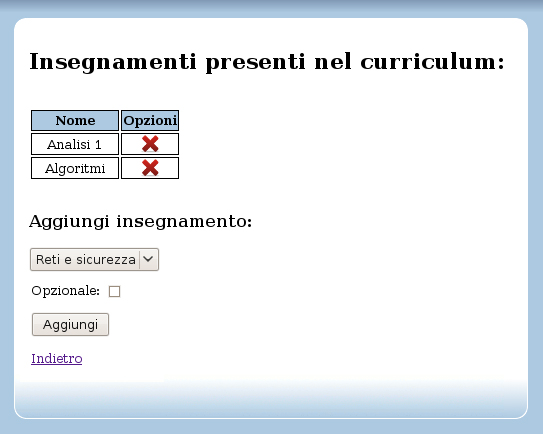 Insegnamenti presenti nel curriculum:
Nome Opzioni
Analisi 1
Algoritmi
Aggiungi insegnamento:
Reti e sicurezza
Opzionale:
Aggiungi
Indietro